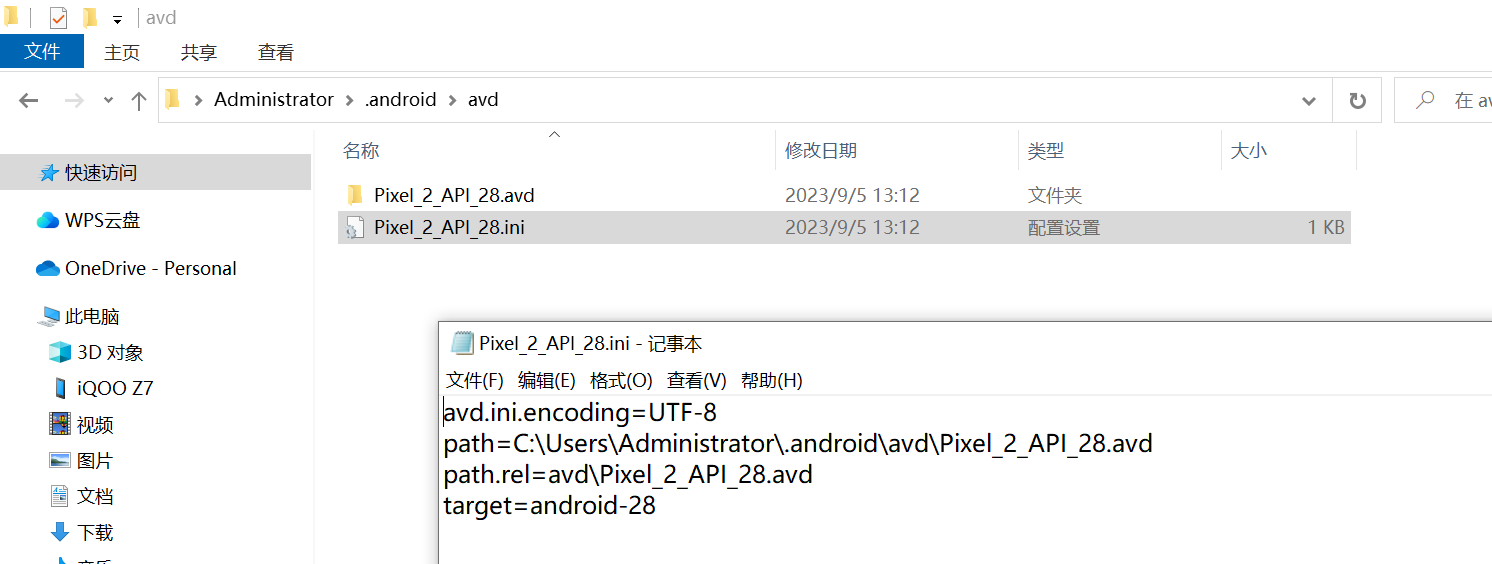 avd
文件 主页 共享 查看
Administrator .android avd
在 av
名称 修改日期 类型 大小
快速访问
Pixel_2_API_28.avd 2023/9/5 13:12 文件夹
WPS云盘
Pixel_2_API_28.ini 2023/9/5 13:12 配置设置 1 KB
OneDrive - Personal
此电脑
3D 对象
iQOO Z7
视频
图片
文档
下载
Pixel_2_API_28.ini - 记事本
文件(F) 编辑(E) 格式(O) 查看(V) 帮助(H)
avd.ini.encoding=UTF-8
path=C:\Users\Administrator\.android\avd\Pixel_2_API_28.avd
path.rel=avd\Pixel_2_API_28.avd
target=android-28